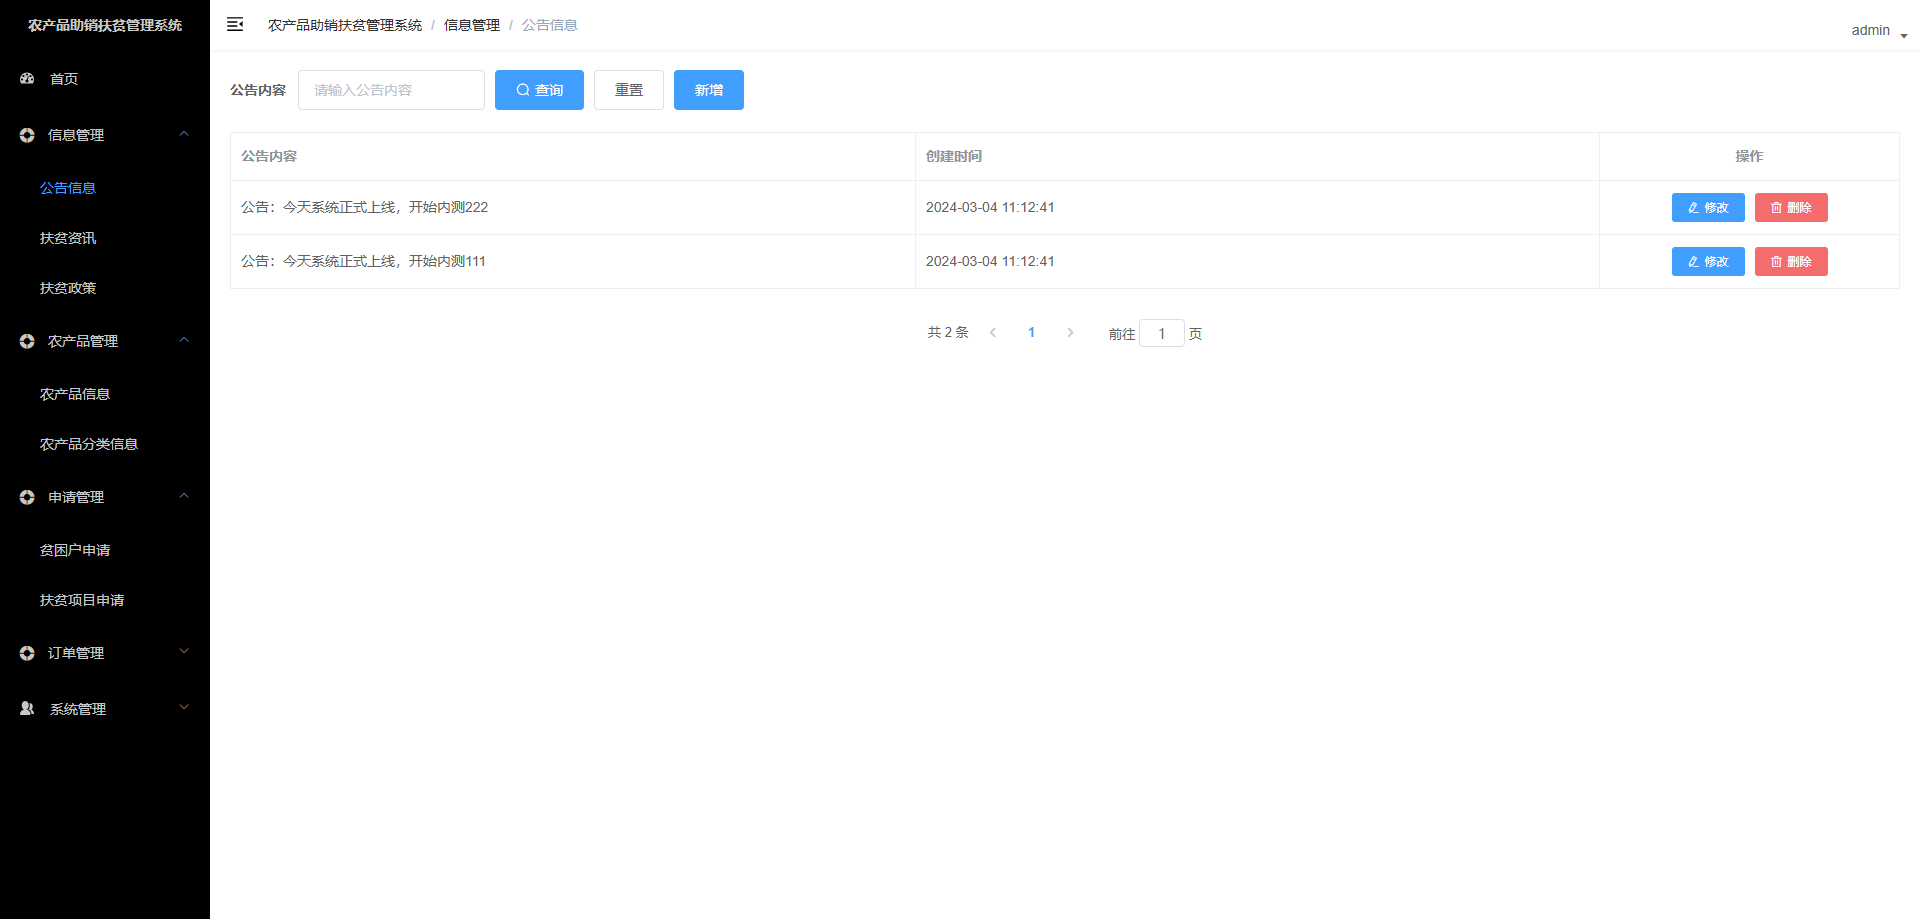 农产品助销扶贫管理系统
首页
信息管理
公告信息
扶贫资讯
扶贫政策
农产品管理
农产品信息
农产品分类信息
申请管理
贫困户申请
扶贫项目申请
订单管理
系统管理
农产品助销扶贫管理系统 / 信息管理 / 公告信息
admin
公告内容 请输入公告内容 查询 重置 新增
公告内容 创建时间 操作
公告：今天系统正式上线，开始内测222 2024-03-04 11:12:41 修改 删除
公告：今天系统正式上线，开始内测111 2024-03-04 11:12:41 修改 删除
共 2 条 1 前往 1 页